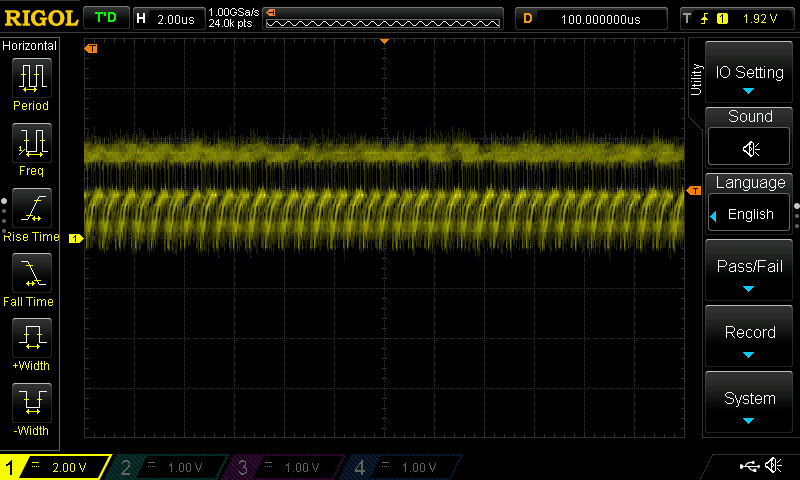 RIGOL T'D H 2.00us 1.00GSa/s
24.0k pts D 100.000000us T 1 1.92 V
Horizontal
Period
Freq
Rise Time
Fall Time
+Width
-Width
T
T
1
Utility
IO Setting
Sound
Language
English
Pass/Fail
Record
System
1 2.00 V 2 1.00 V 3 1.00 V 4 1.00 V